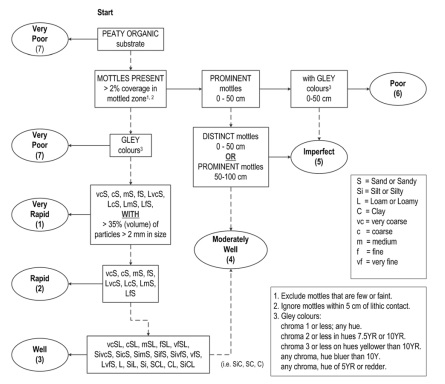 Start
Very
Poor
(7)
PEATY ORGANIC
substrate
MOTTLES PRESENT
> 2% coverage in
mottled zone¹, ²
PROMINENT
mottles
0 - 50 cm
with GLEY
colours³
0-50 cm
Poor
(6)
Very
Poor
(7)
GLEY
colours³
DISTINCT mottles
0 - 50 cm
OR
PROMINENT mottles
50-100 cm
Imperfect
(5)
Very
Rapid
(1)
vcS, cS, mS, fS, LvcS,
LcS, LmS, LfS
WITH
> 35% (volume) of
particles > 2 mm in size
S = Sand or Sandy
Si = Silt or Silty
L = Loam or Loamy
C = Clay
vc = very coarse
c = coarse
m = medium
f = fine
vf = very fine
Moderately
Well
(4)
Rapid
(2)
vcS, cS, mS, fS,
LvcS, LcS, LmS,
LfS
Well
(3)
vcSL, cSL, mSL, fSL, vfSL,
SivcS, SicS, SimS, SifS, SivfS, vfS,
LvfS, L, SiL, Si, SCL, CL, SiCL
(i.e. SiC, SC, C)
1. Exclude mottles that are few or faint.
2. Ignore mottles within 5 cm of lithic contact.
3. Gley colours:
chroma 1 or less; any hue.
chroma 2 or less in hues 7.5YR or 10YR.
chroma 3 or less on hues yellower than 10YR.
any chroma, hue bluer than 10Y.
any chroma, hue of 5YR or redder.